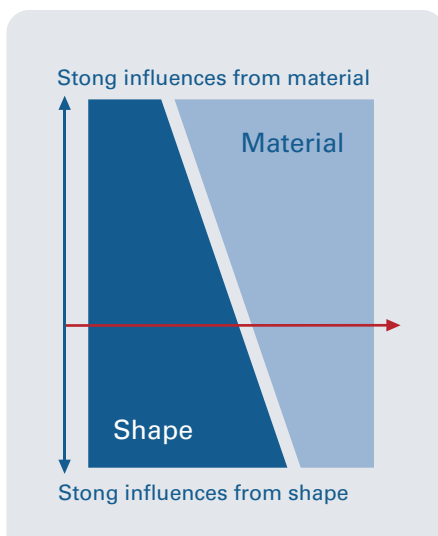 Stong influences from material
Material
Shape
Stong influences from shape